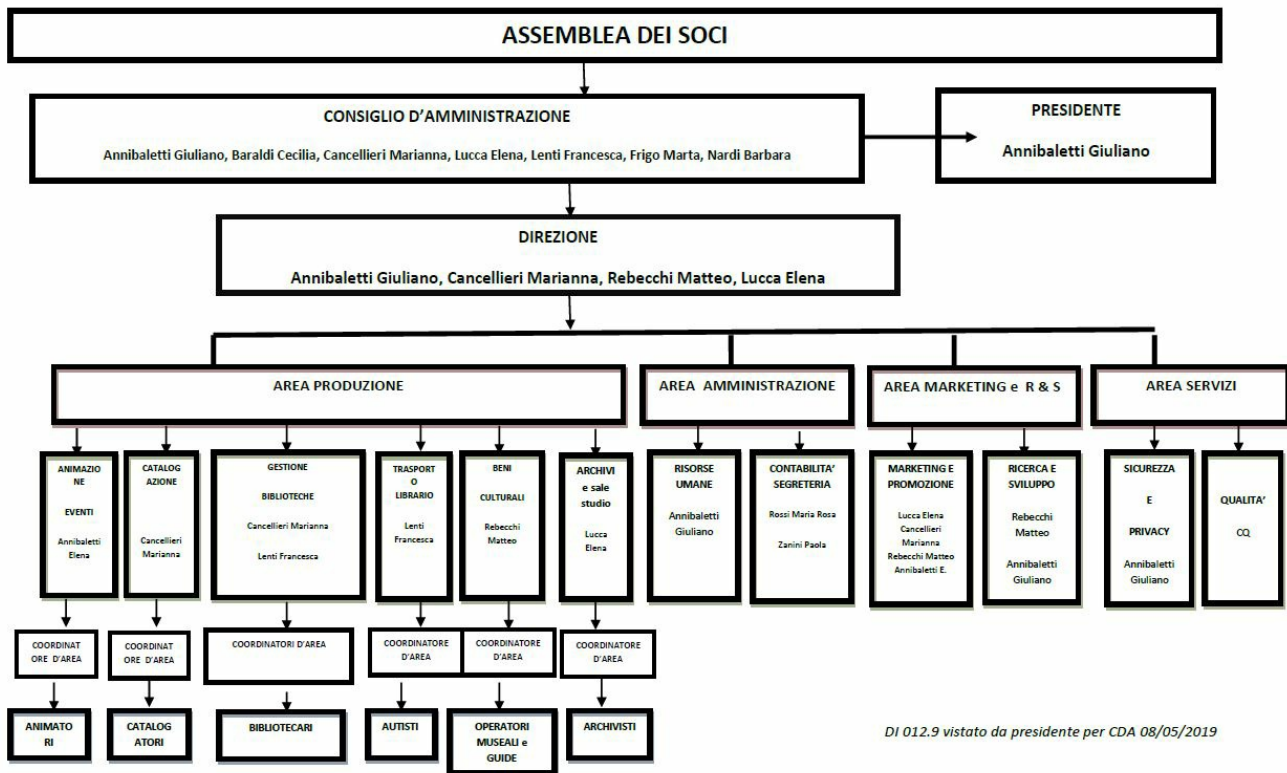 ASSEMBLEA DEI SOCI
CONSIGLIO D'AMMINISTRAZIONE
Annibaletti Giuliano, Baraldi Cecilia, Cancellieri Marianna, Lucca Elena, Lenti Francesca, Frigo Marta, Nardi Barbara
PRESIDENTE
Annibaletti Giuliano
DIREZIONE
Annibaletti Giuliano, Cancellieri Marianna, Rebecchi Matteo, Lucca Elena
AREA PRODUZIONE
AREA AMMINISTRAZIONE
AREA MARKETING e R & S
AREA SERVIZI
ANIMAZIO
NE
EVENTI
Annibaletti
Elena
CATALOG
AZIONE
Cancellieri
Marianna
GESTIONE
BIBLIOTECHE
Cancellieri Marianna
Lenti Francesca
TRASPORT
O
LIBRARIO
Lenti
Francesca
BENI
CULTURALI
Rebecchi
Matteo
ARCHIVI
e sale
studio
Lucca
Elena
RISORSE
UMANE
Annibaletti
Giuliano
CONTABILITA'
SEGRETERIA
Rossi Maria Rosa
Zanini Paola
MARKETING E
PROMOZIONE
Lucca Elena
Cancellieri
Marianna
Rebecchi Matteo
Annibaletti E.
RICERCA E
SVILUPPO
Rebecchi
Matteo
Annibaletti
Giuliano
SICUREZZA
E
PRIVACY
Annibaletti
Giuliano
QUALITA'
CQ
COORDINAT
ORE D'AREA
COORDINAT
ORE D'AREA
COORDINATORI D'AREA
COORDINATORE
D'AREA
COORDINATORE
D'AREA
COORDINATORE
D'AREA
ANIMATO
RI
CATALOG
ATORI
BIBLIOTECARI
AUTISTI
OPERATORI
MUSEALI e
GUIDE
ARCHIVISTI
DI 012.9 vistato da presidente per CDA 08/05/2019